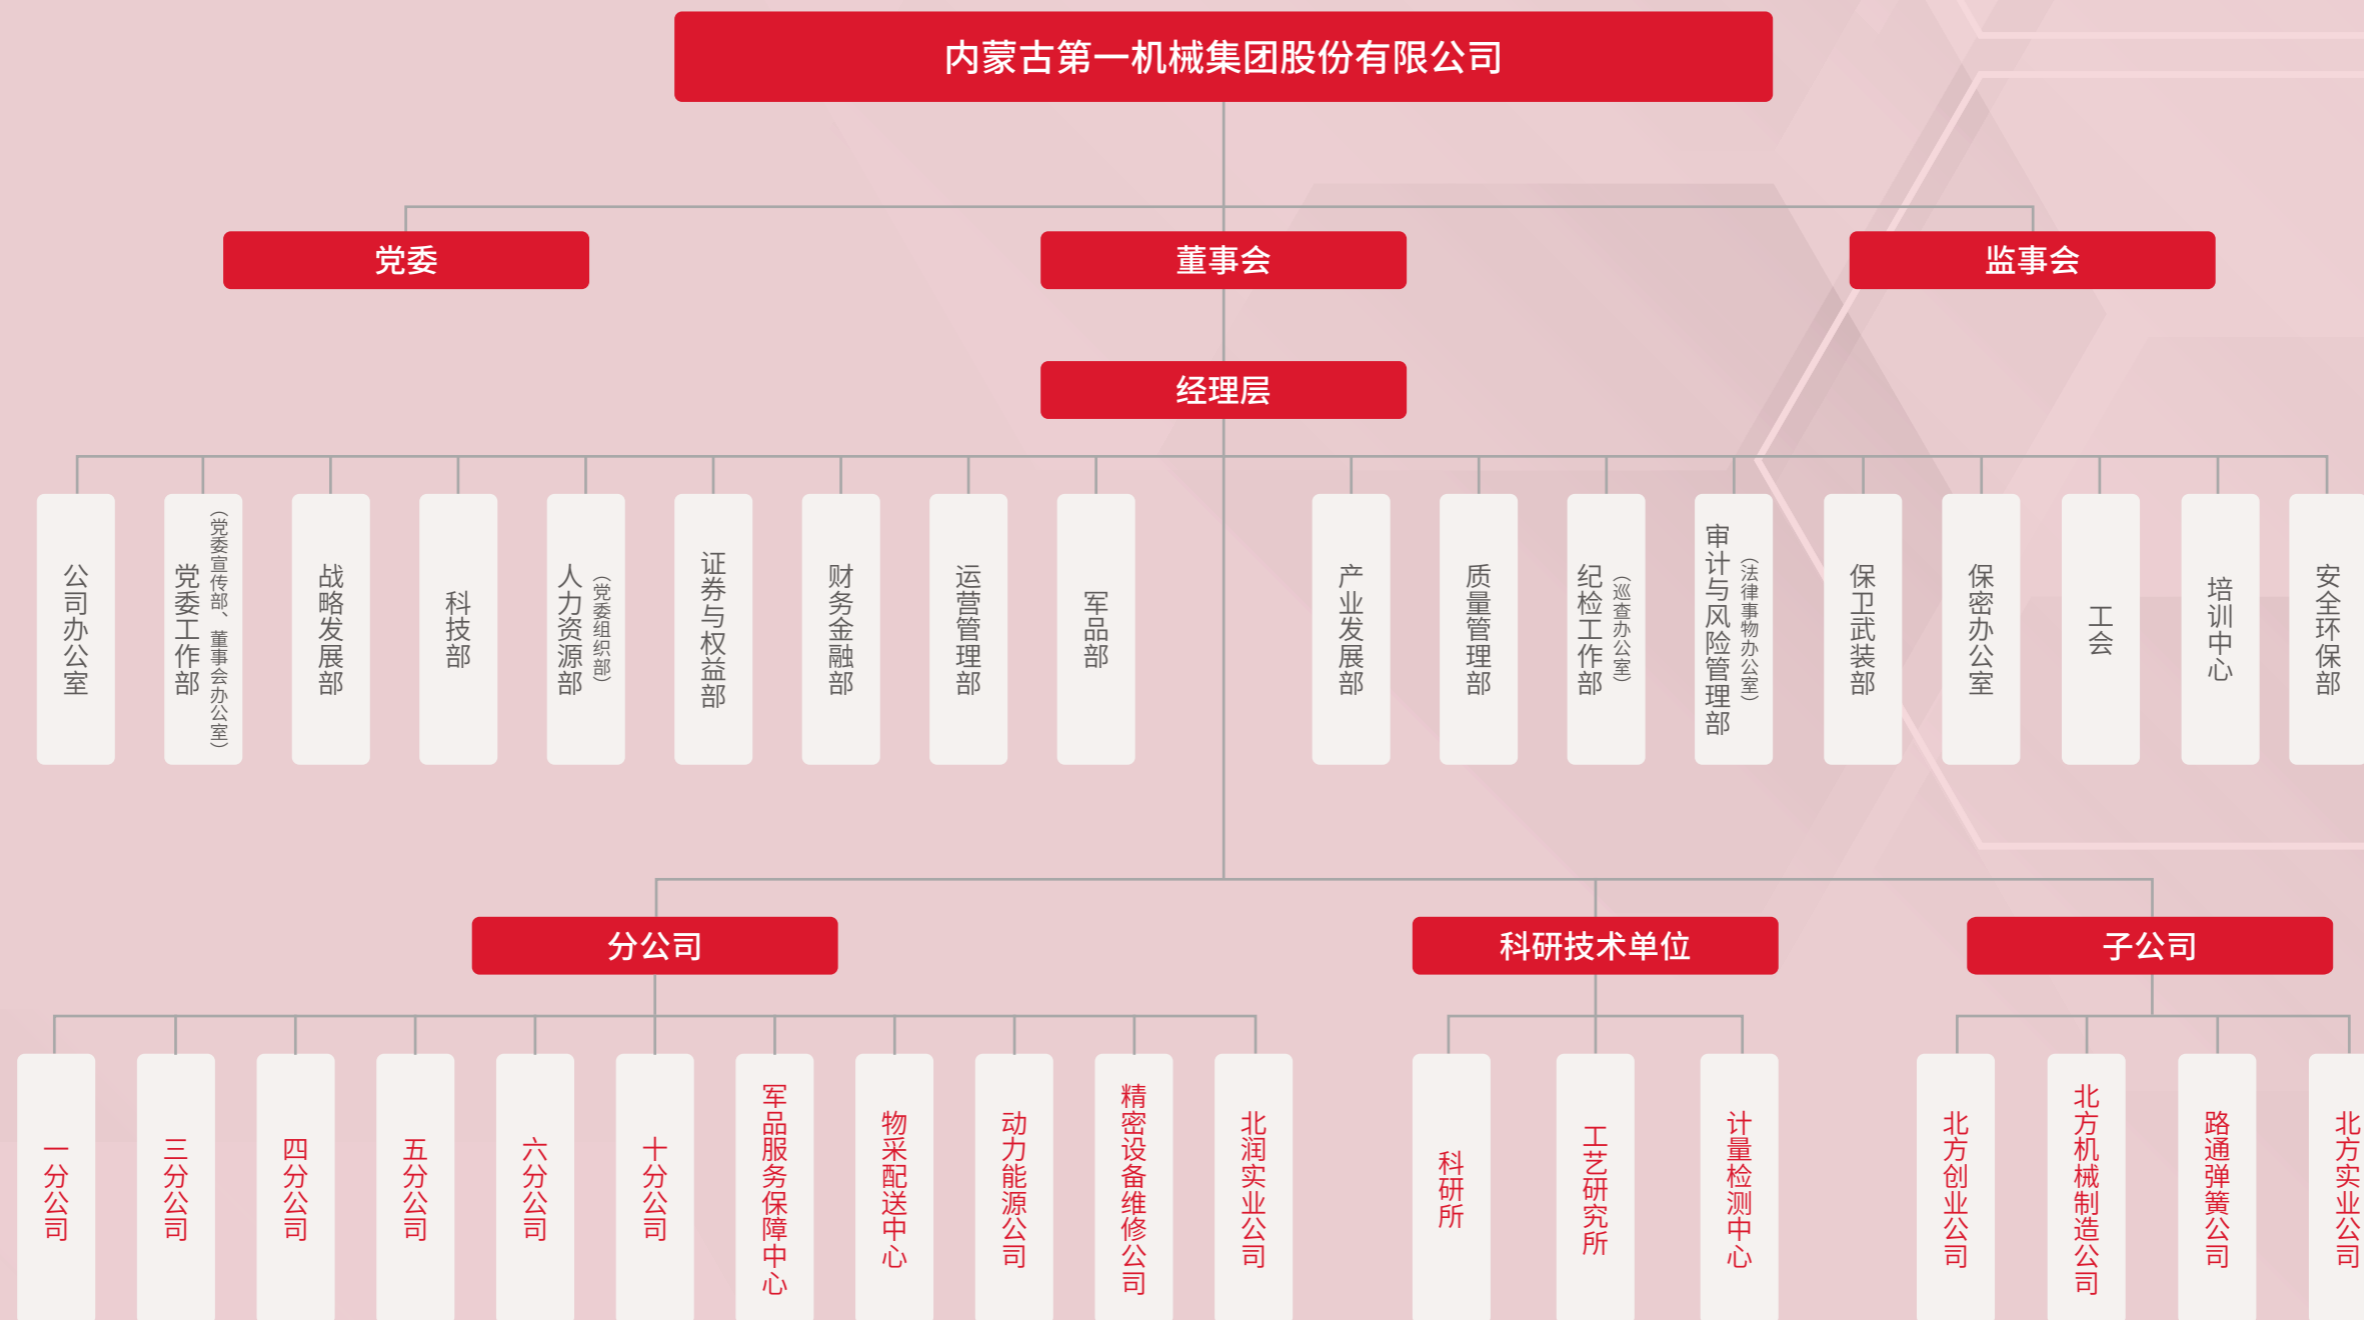 内蒙古第一机械集团股份有限公司
党委
董事会
监事会
经理层
公司办公室
党委工作部
（党委宣传部、董事会办公室）
战略发展部
科技部
人力资源部
（党委组织部）
证券与权益部
财务金融部
运营管理部
军品部
产业发展部
质量管理部
纪检工作部
（巡查办公室）
审计与风险管理部
（法律事物办公室）
保卫武装部
保密办公室
工会
培训中心
安全环保部
分公司
科研技术单位
子公司
一分公司
三分公司
四分公司
五分公司
六分公司
十分公司
军品服务保障中心
物采配送中心
动力能源公司
精密设备维修公司
北润实业公司
科研所
工艺研究所
计量检测中心
北方创业公司
北方机械制造公司
路通弹簧公司
北方实业公司